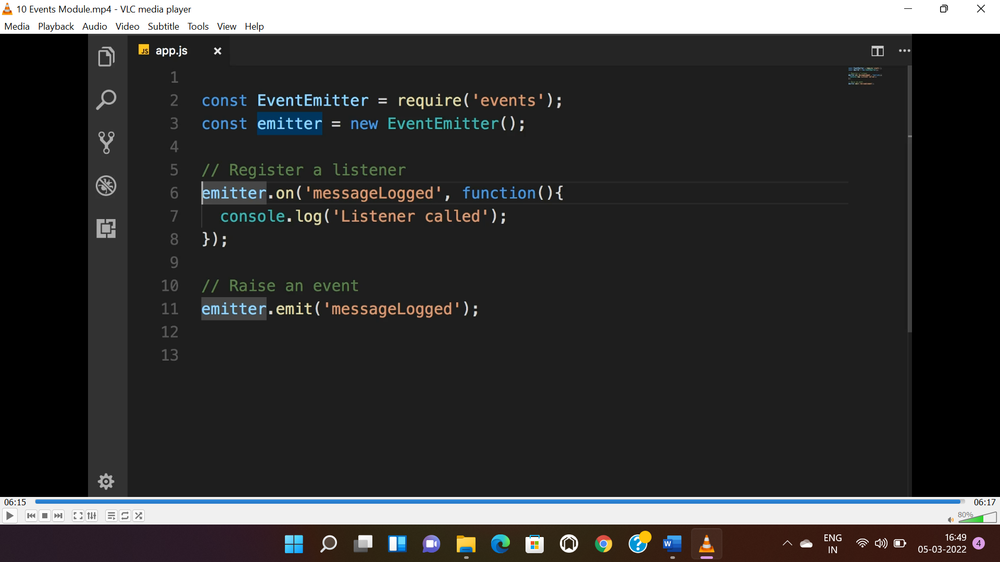 10 Events Module.mp4 - VLC media player
Media Playback Audio Video Subtitle Tools View Help
JS app.js
1
2 const EventEmitter = require('events');
3 const emitter = new EventEmitter();
4
5 // Register a listener
6 emitter.on('messageLogged', function(){
7 console.log('Listener called');
8 });
9
10 // Raise an event
11 emitter.emit('messageLogged');
12
13
06:15 06:17
80%
ENG
IN
16:49
05-03-2022
4